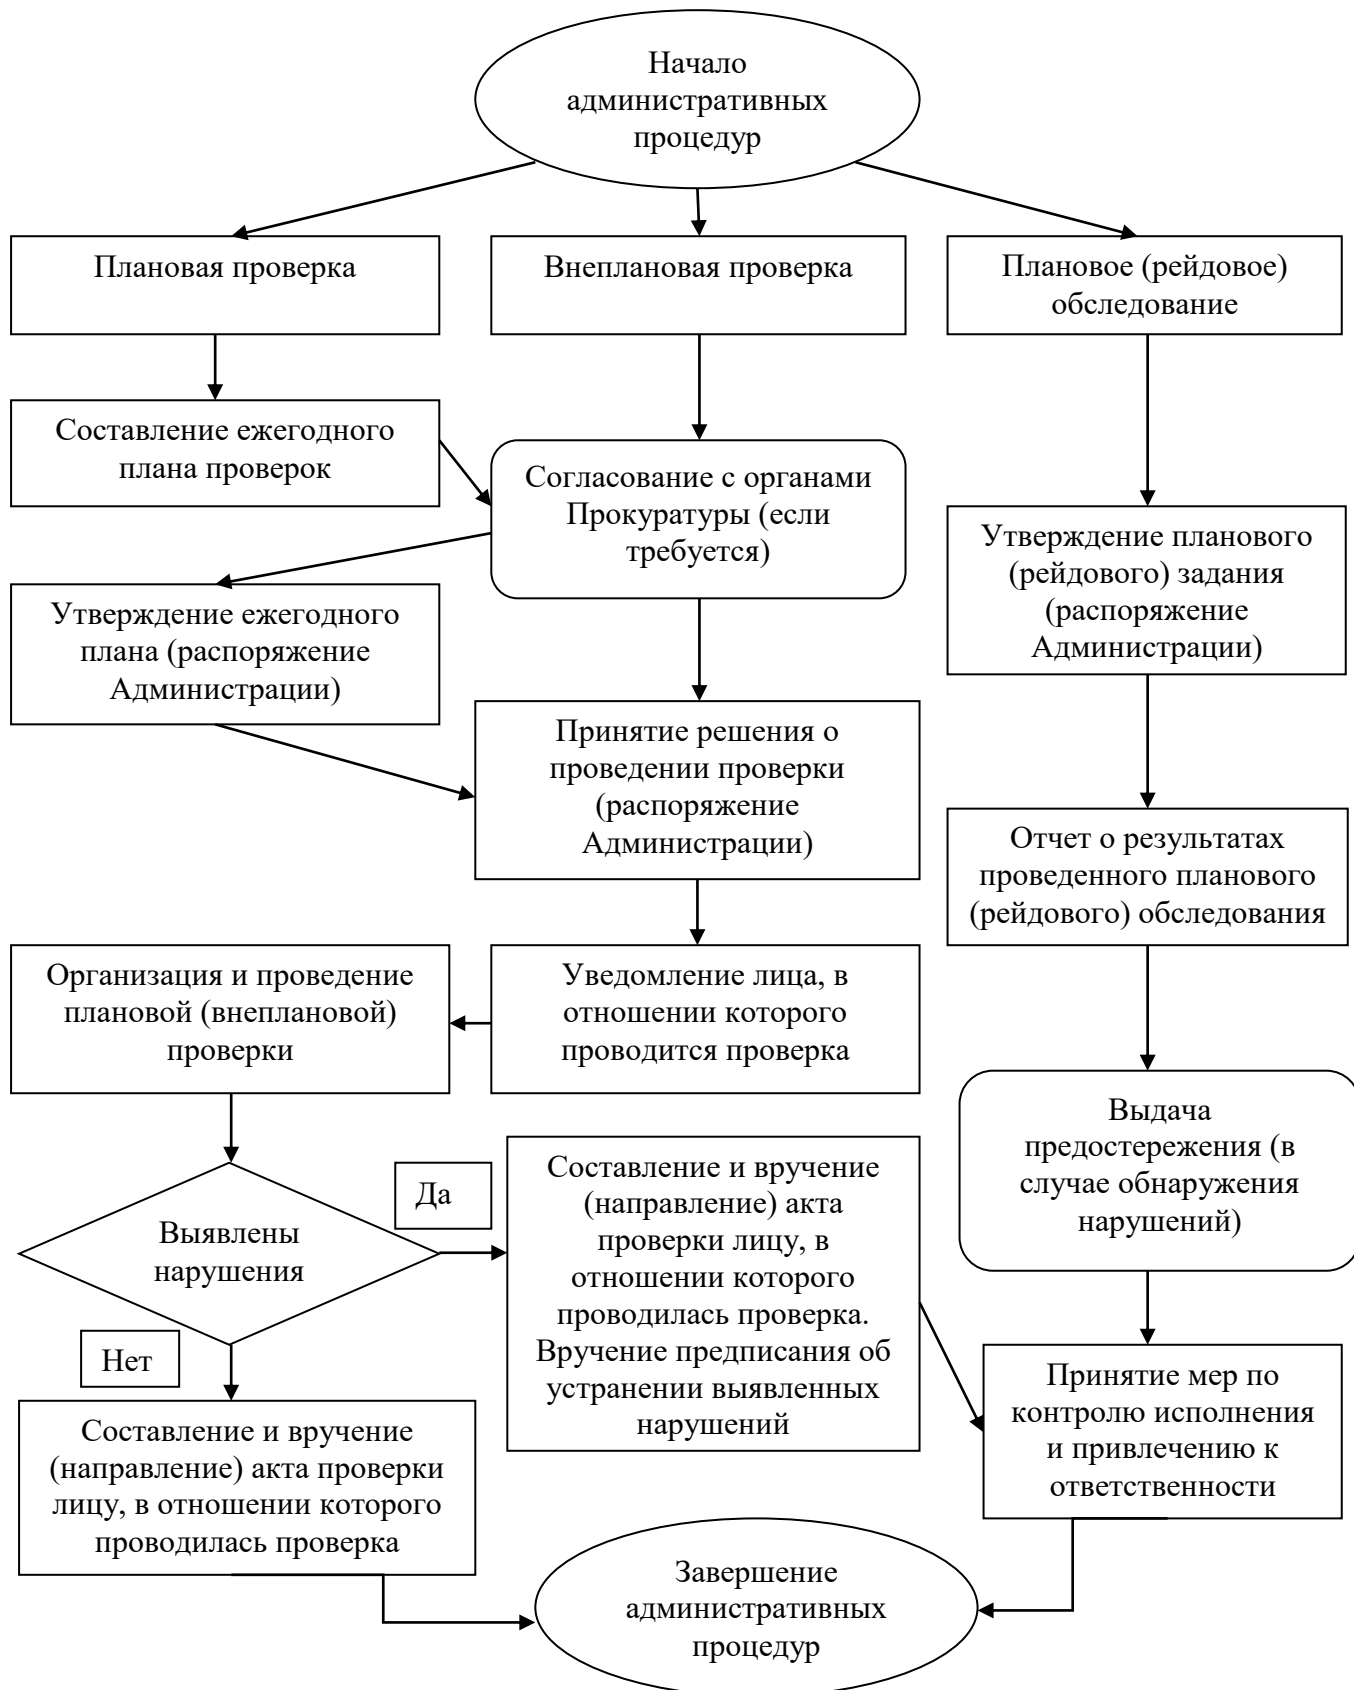 Начало
административных
процедур
Плановая проверка
Внеплановая проверка
Плановое (рейдовое)
обследование
Составление ежегодного
плана проверок
Согласование с органами
Прокуратуры (если
требуется)
Утверждение планового
(рейдового) задания
(распоряжение
Администрации)
Утверждение ежегодного
плана (распоряжение
Администрации)
Принятие решения о
проведении проверки
(распоряжение
Администрации)
Отчет о результатах
проведенного планового
(рейдового) обследования
Организация и проведение
плановой (внеплановой)
проверки
Уведомление лица, в
отношении которого
проводится проверка
Выдача
предостережения (в
случае обнаружения
нарушений)
Выявлены
нарушения
Да
Составление и вручение
(направление) акта
проверки лицу, в
отношении которого
проводилась проверка.
Вручение предписания об
устранении выявленных
нарушений
Нет
Принятие мер по
контролю исполнения
и привлечению к
ответственности
Составление и вручение
(направление) акта проверки
лицу, в отношении которого
проводилась проверка
Завершение
административных
процедур